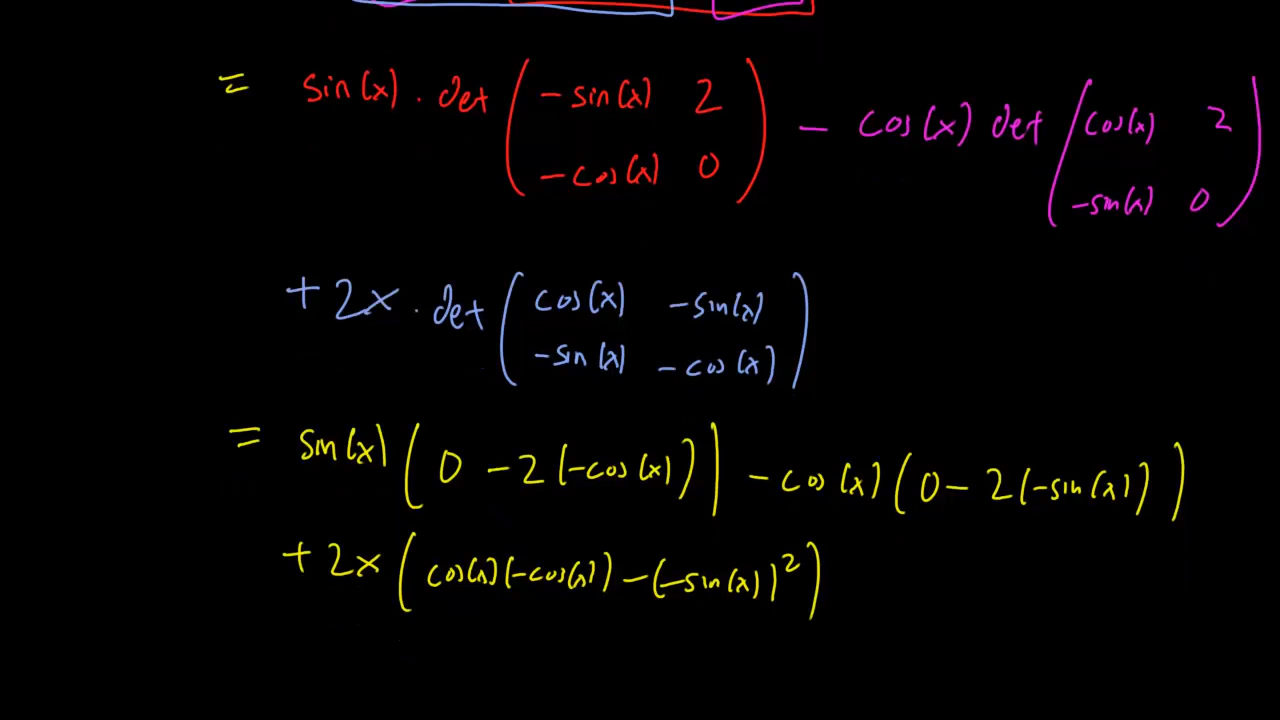 = sin(x) · det ( -sin(x) 2 ) - cos(x) det ( cos(x) 2 )
( -cos(x) 0 ) ( -sin(x) 0 )
+ 2x · det ( cos(x) -sin(x) )
( -sin(x) -cos(x) )
= sin(x) ( 0 - 2(-cos(x)) ) - cos(x) ( 0 - 2(-sin(x)) )
+ 2x ( cos(x)(-cos(x)) - (-sin(x))² )